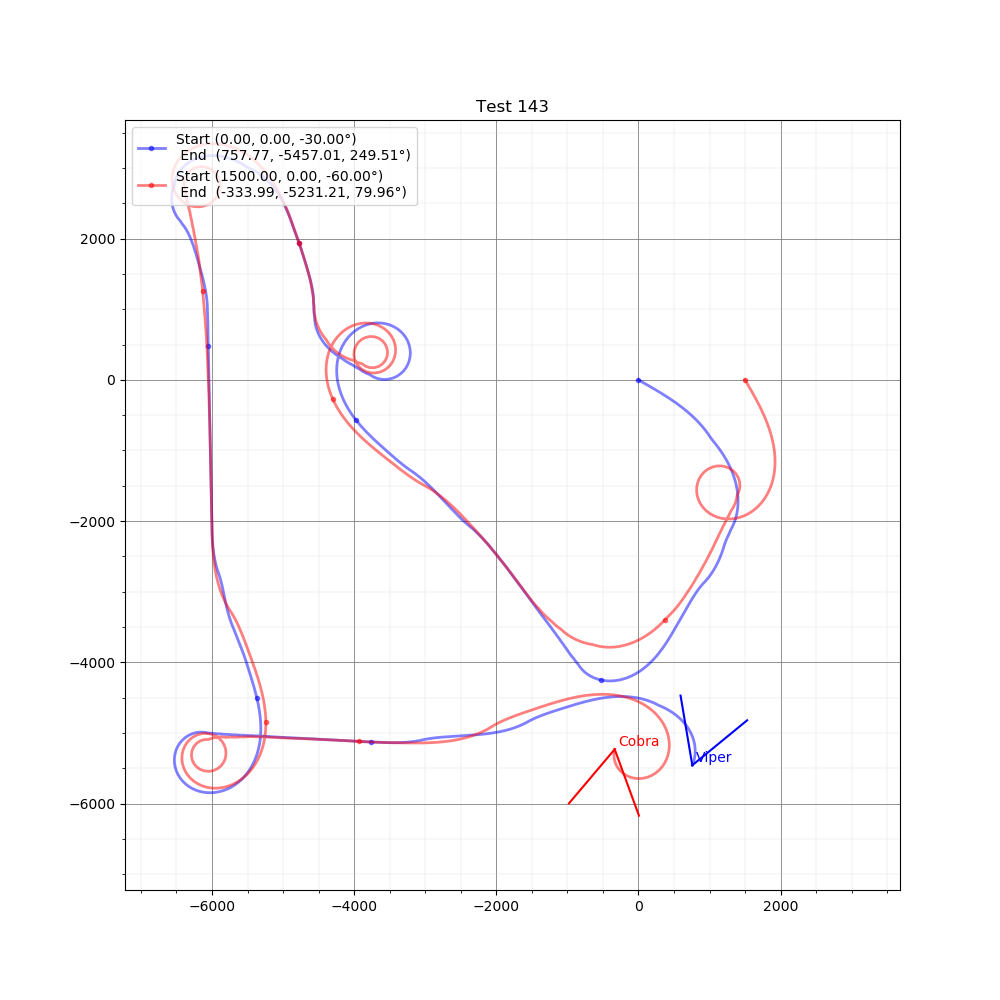 Test 143
Start (0.00, 0.00, -30.00°)
End (757.77, -5457.01, 249.51°)
Start (1500.00, 0.00, -60.00°)
End (-333.99, -5231.21, 79.96°)
2000
0
−2000
−4000
−6000
Cobra
Viper
−6000 −4000 −2000 0 2000